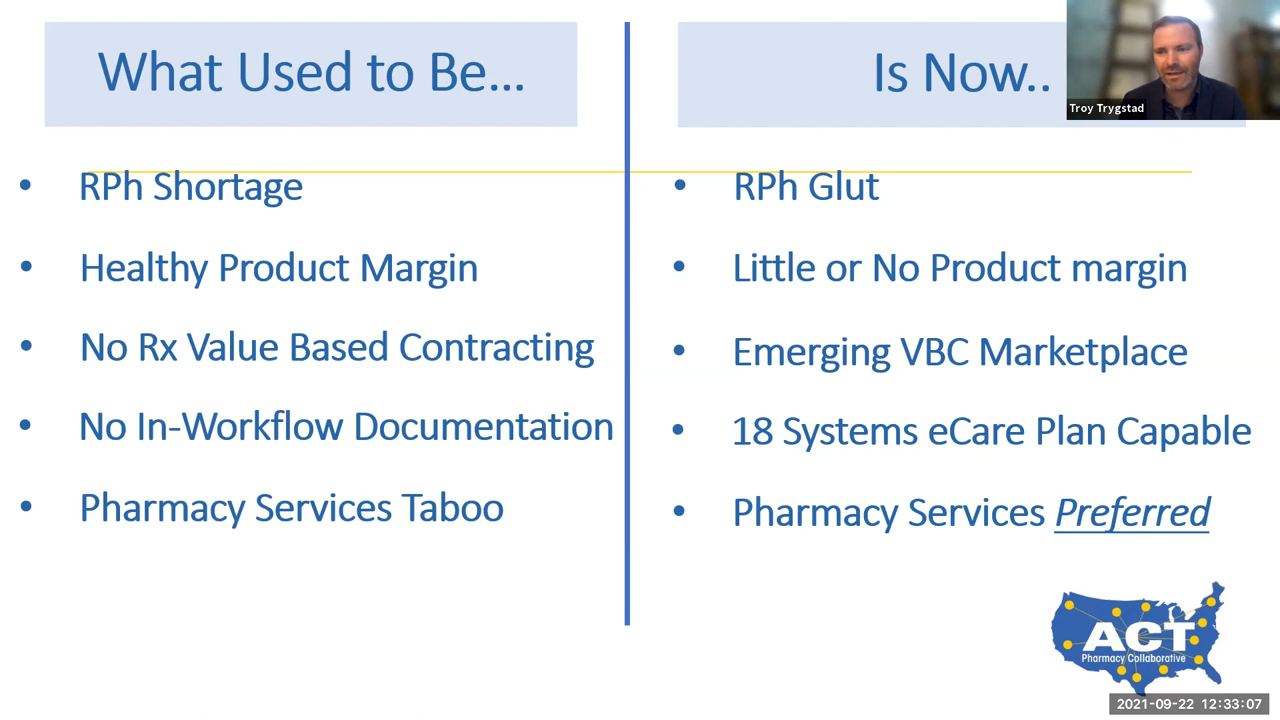 What Used to Be...
Is Now..
Troy Trygstad
• RPh Shortage
• Healthy Product Margin
• No Rx Value Based Contracting
• No In-Workflow Documentation
• Pharmacy Services Taboo
• RPh Glut
• Little or No Product margin
• Emerging VBC Marketplace
• 18 Systems eCare Plan Capable
• Pharmacy Services Preferred
ACT
Pharmacy Collaborative
2021-09-22 12:33:07